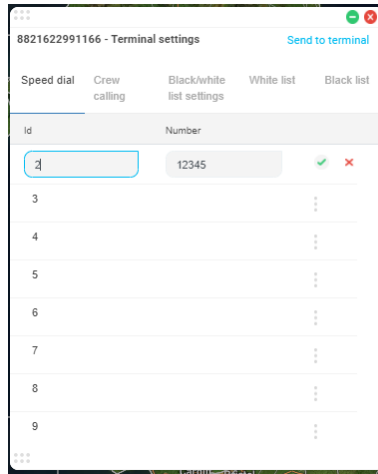 8821622991166 - Terminal settings
Send to terminal
Speed dial
Crew calling
Black/white list settings
White list
Black list
Id
Number
2
12345
3
4
5
6
7
8
9